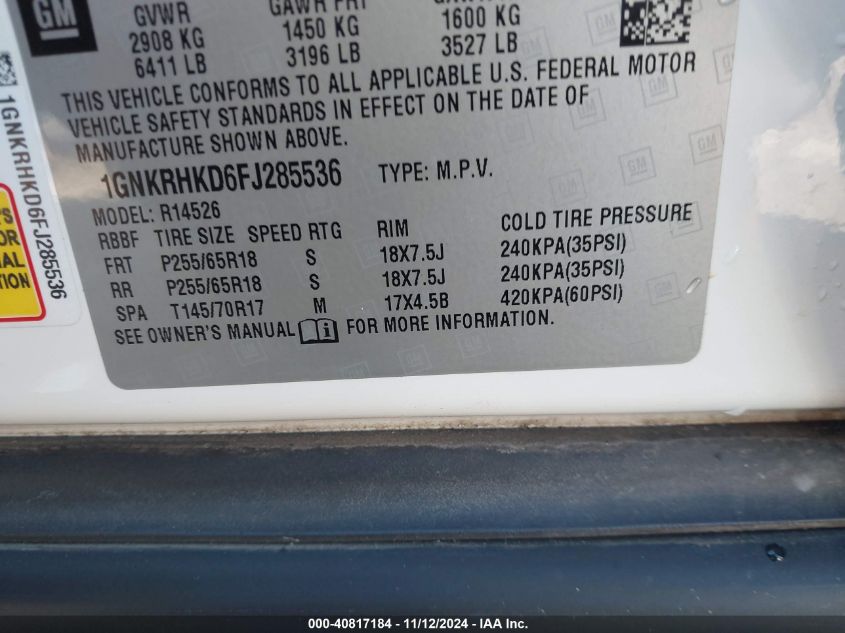 GM
GVWR GAWR FRT
2908 KG 1450 KG 1600 KG
6411 LB 3196 LB 3527 LB
THIS VEHICLE CONFORMS TO ALL APPLICABLE U.S. FEDERAL MOTOR
VEHICLE SAFETY STANDARDS IN EFFECT ON THE DATE OF
MANUFACTURE SHOWN ABOVE.
1GNKRHKD6FJ285536 TYPE: M.P.V.
MODEL: R14526
RBBF TIRE SIZE SPEED RTG RIM COLD TIRE PRESSURE
FRT P255/65R18 S 18X7.5J 240KPA(35PSI)
RR P255/65R18 S 18X7.5J 240KPA(35PSI)
SPA T145/70R17 M 17X4.5B 420KPA(60PSI)
SEE OWNER'S MANUAL FOR MORE INFORMATION.
1GNKRHKD6FJ285536
000-40817184 - 11/12/2024 - IAA Inc.